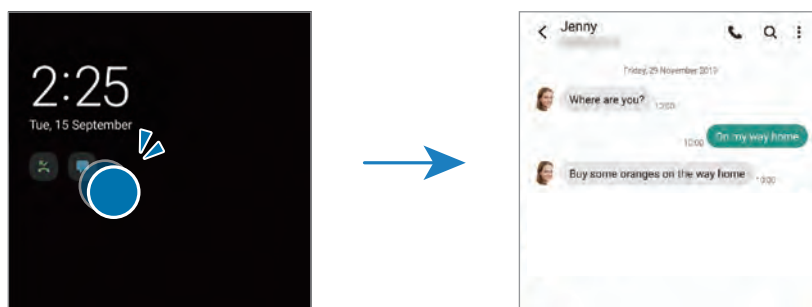 2:25
Tue, 15 September
Jenny
Friday, 29 November 2019
Where are you?
10:00
On my way home
Buy some oranges on the way home
10:00